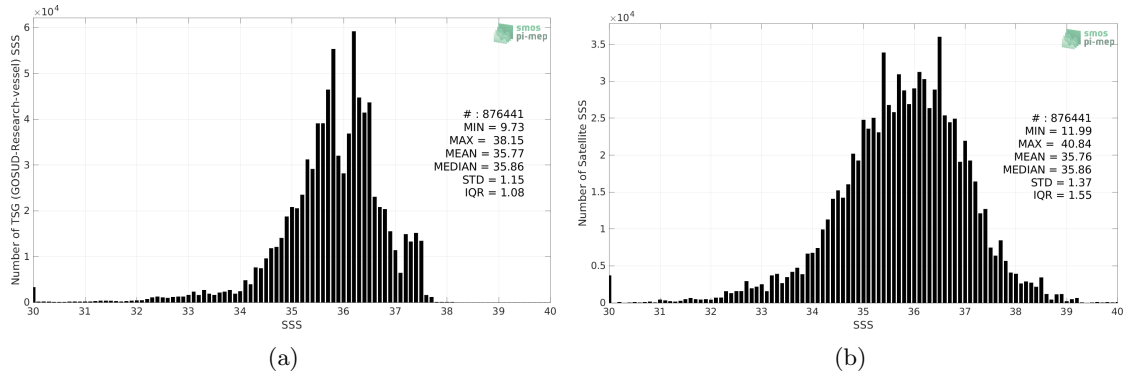 ×10⁴
6
5
4
3
2
1
0
Number of TSG (GOSUD-Research-vessel) SSS
smos
pi-mep
# : 876441
MIN = 9.73
MAX = 38.15
MEAN = 35.77
MEDIAN = 35.86
STD = 1.15
IQR = 1.08
30 31 32 33 34 35 36 37 38 39 40
SSS
(a)
×10⁴
3.5
3
2.5
2
1.5
1
0.5
0
Number of Satellite SSS
smos
pi-mep
# : 876441
MIN = 11.99
MAX = 40.84
MEAN = 35.76
MEDIAN = 35.86
STD = 1.37
IQR = 1.55
30 31 32 33 34 35 36 37 38 39 40
SSS
(b)